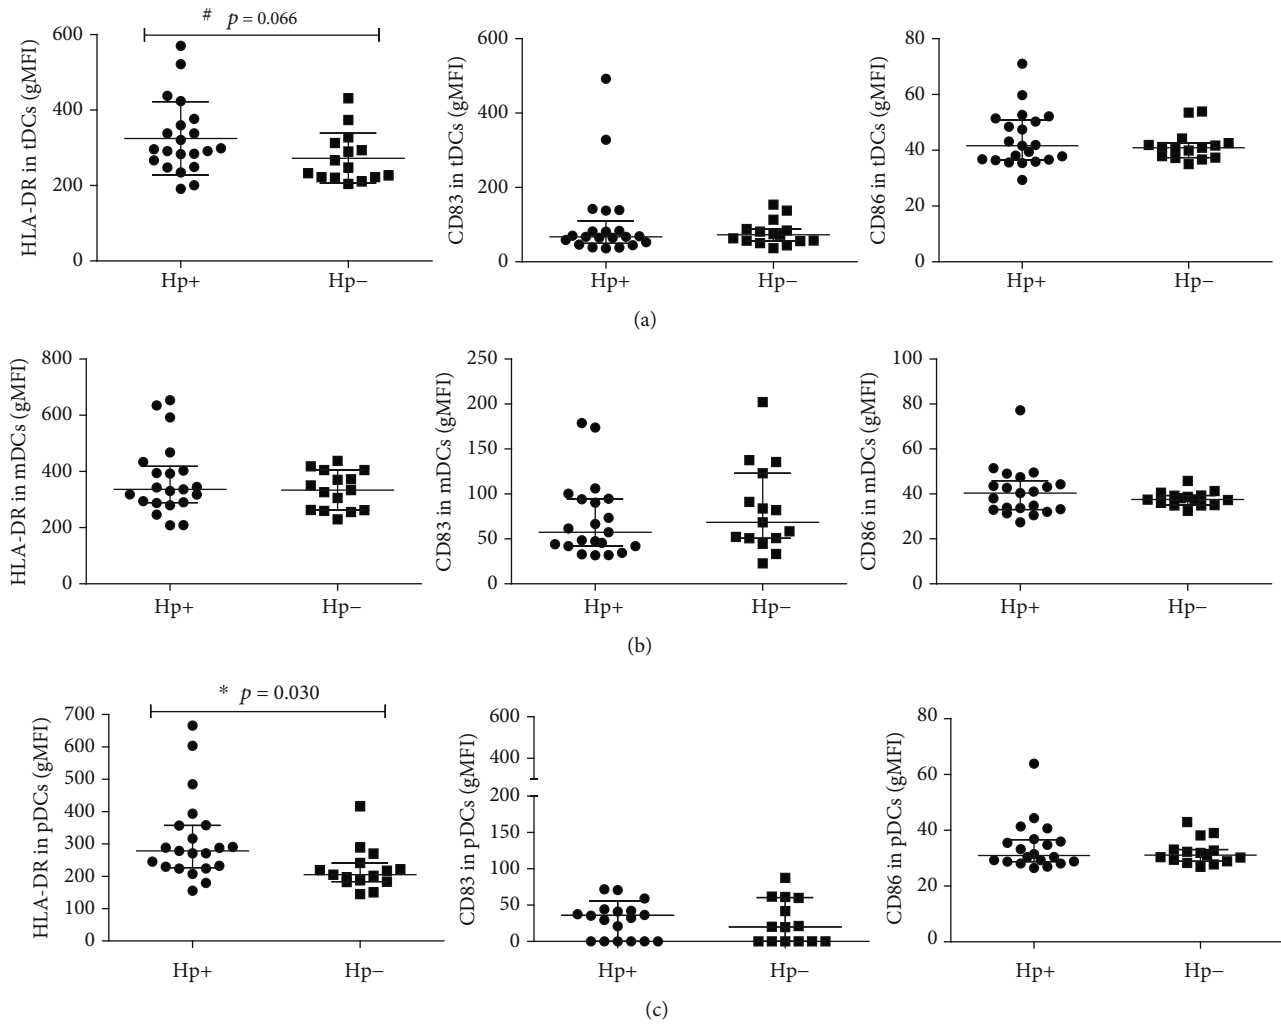 # p = 0.066
HLA-DR in tDCs (gMFI)
600
400
200
0
Hp+ Hp−
CD83 in tDCs (gMFI)
600
400
200
0
Hp+ Hp−
CD86 in tDCs (gMFI)
80
60
40
20
0
Hp+ Hp−
(a)
HLA-DR in mDCs (gMFI)
800
600
400
200
0
Hp+ Hp−
CD83 in mDCs (gMFI)
250
200
150
100
50
0
Hp+ Hp−
CD86 in mDCs (gMFI)
100
80
60
40
20
0
Hp+ Hp−
(b)
* p = 0.030
HLA-DR in pDCs (gMFI)
700
600
500
400
300
200
100
0
Hp+ Hp−
CD83 in pDCs (gMFI)
600
400
200
150
100
50
0
Hp+ Hp−
CD86 in pDCs (gMFI)
80
60
40
20
0
Hp+ Hp−
(c)